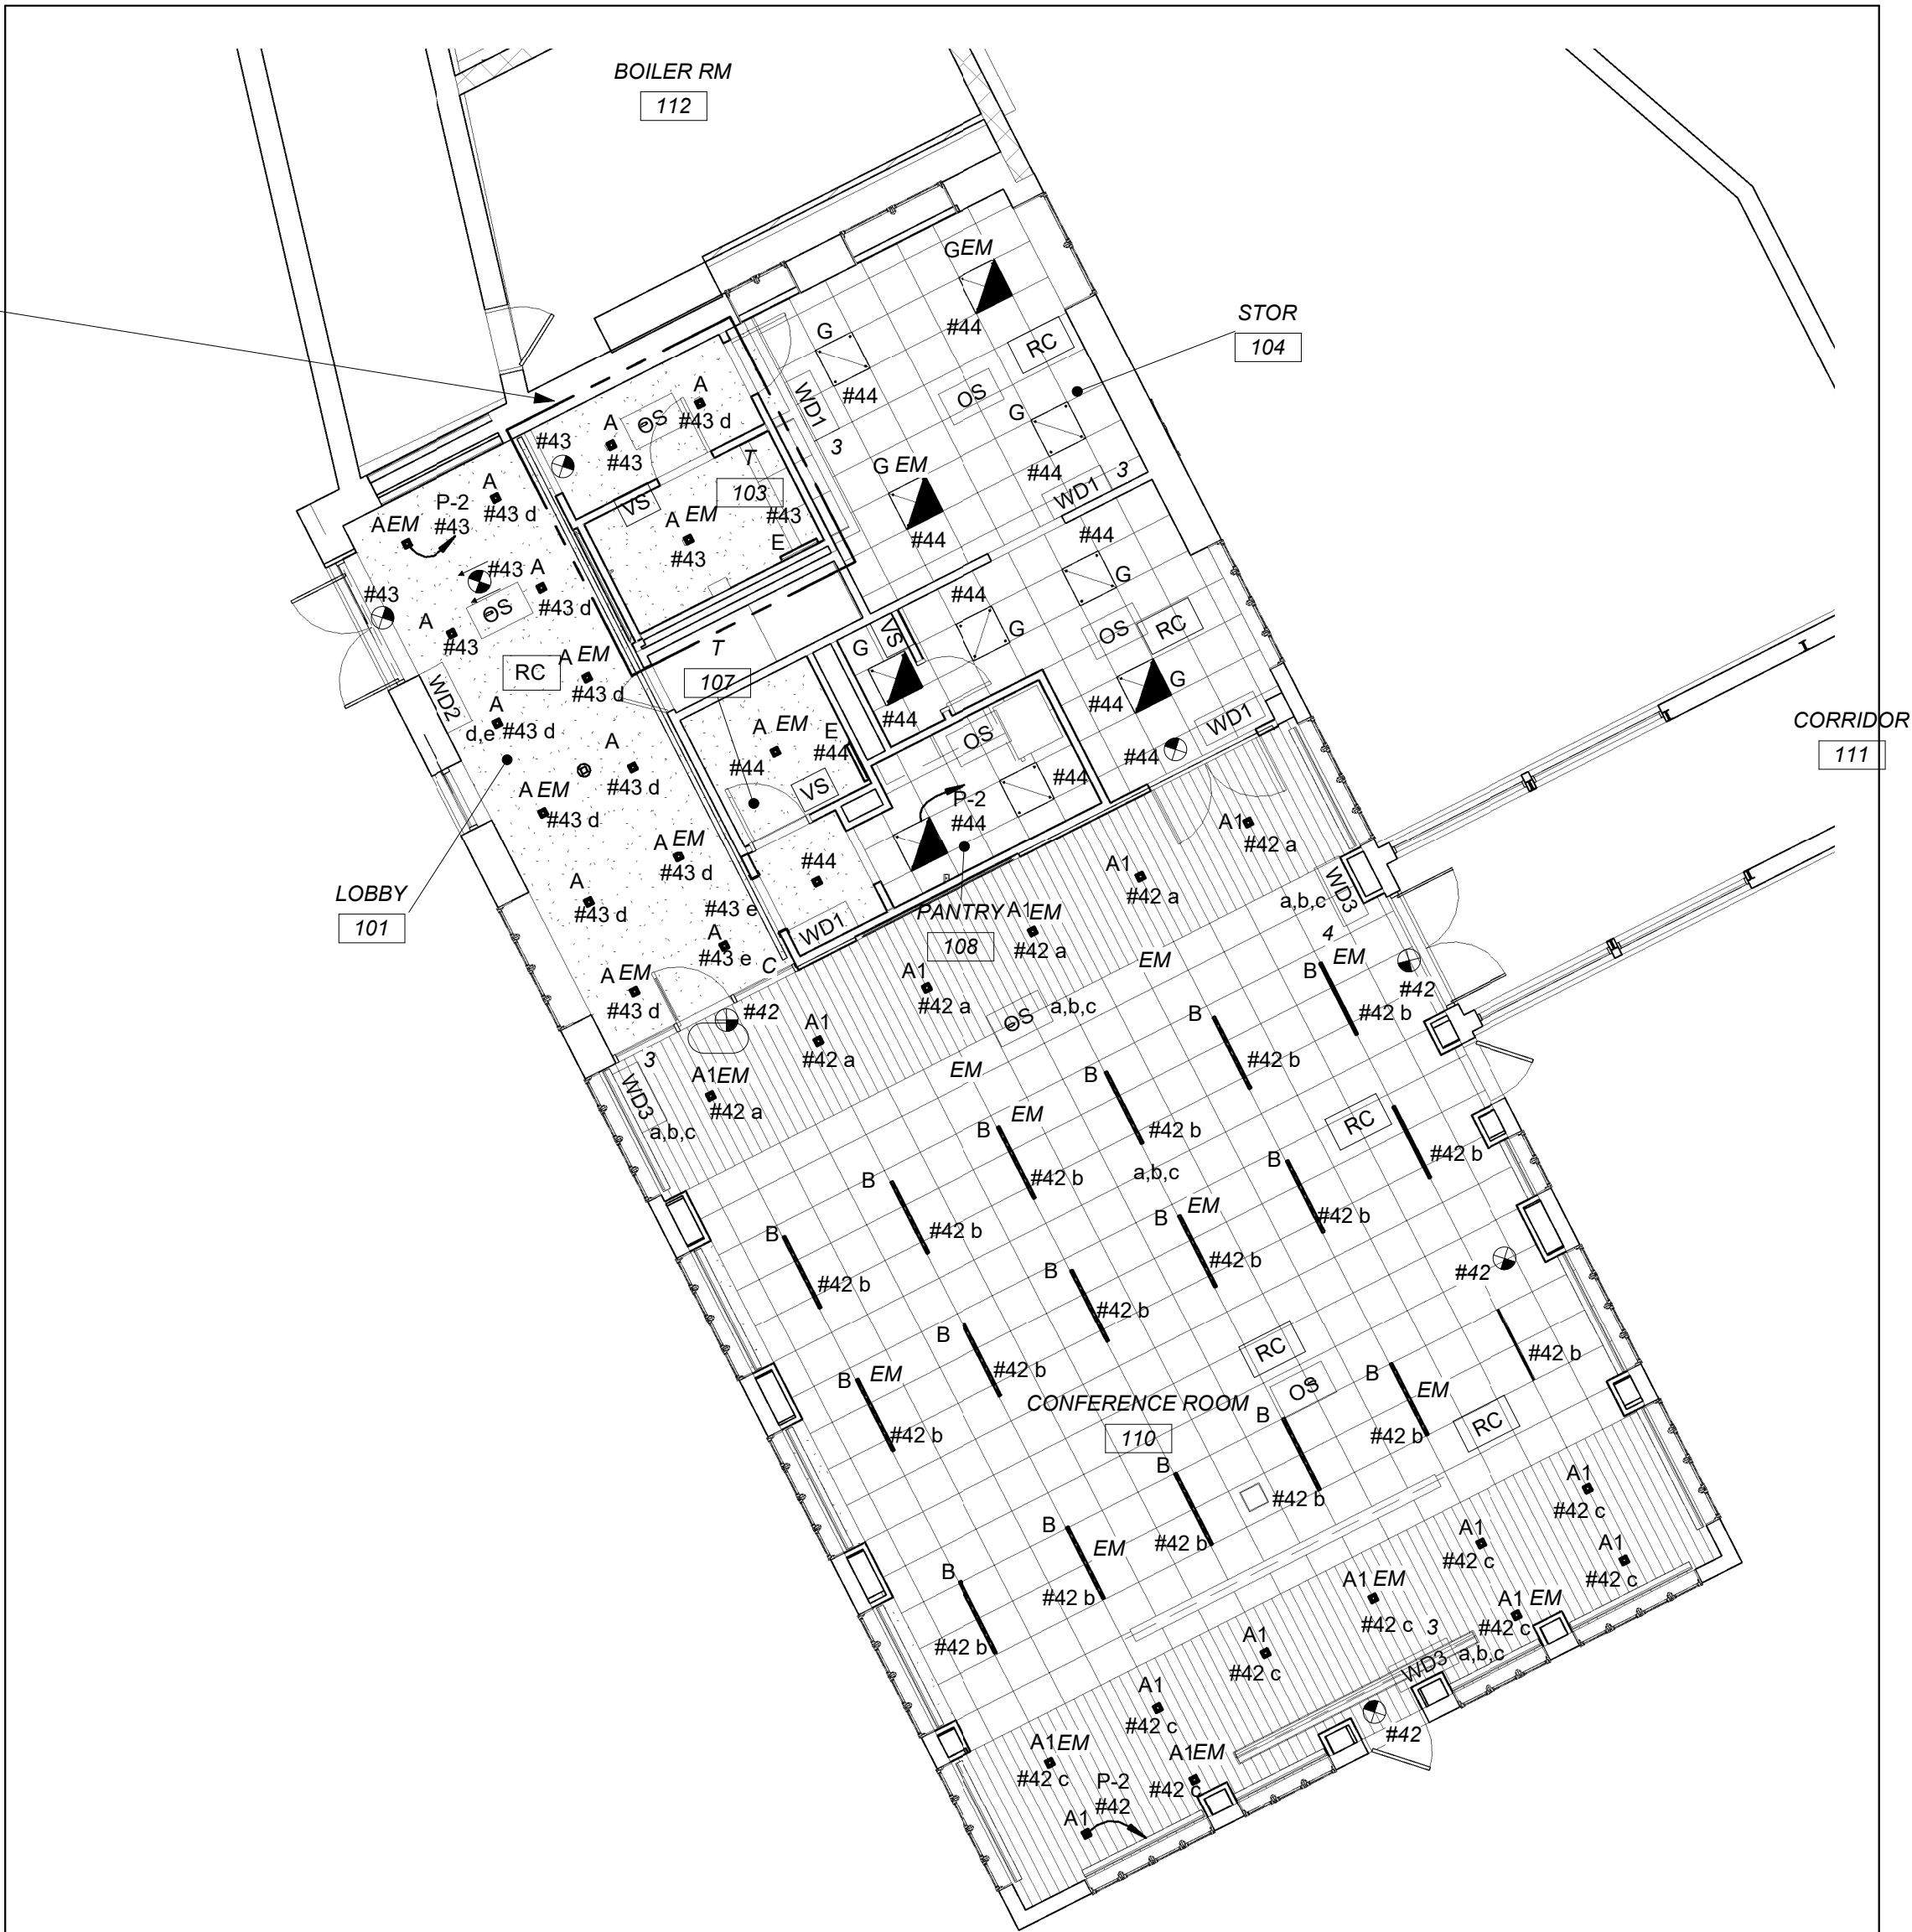 BOILER RM
112
GEM
#44
STOR
104
G
#44
RC
WD1
OS
A
#43 d
OS
A
#43
#43
G
#44
3
T
103
VS
#43
G EM
#44
3
WD1
A
#43 d
P-2
#43
A EM
A EM
#43
E
#44
G
#43
A
#43 d
#43
OS
A
#43
#44
G
VS
OS
RC
T
107
G
#44
G
#44
RC
A EM
#43 d
WD2
A
d,e
#43 d
A EM
#44
E
#44
OS
WD1
#44
CORRIDOR
111
A
#43 d
VS
#44
P-2
#44
A EM
#43 d
A EM
#43 d
#44
A1
#42 a
A1
#42 a
LOBBY
101
A
#43 d
#43 e
A
#43 e
C
WD1
PANTRY
108
A1EM
#42 a
EM
WD3
a,b,c
4
EM
B
#42 b
#42
A EM
#43 d
A1
#42 a
OS
a,b,c
#42
A1
#42 a
B
#42 b
3
WD3
a,b,c
A1EM
#42 a
EM
B
#42 b
EM
B
#42 b
a,b,c
RC
#42 b
B
#42 b
B
#42 b
EM
B
#42 b
B
#42 b
B
#42 b
#42
B
#42 b
B EM
#42 b
RC
OS
#42 b
CONFERENCE ROOM
110
B
#42 b
B
EM
#42 b
RC
B
#42 b
B
EM
#42 b
B
#42 b
A1
#42 c
A1
#42 c
A1
#42 c
A1 EM
#42 c
A1 EM
#42 c
3
WD3
a,b,c
A1
#42 c
A1
#42 c
#42
A1EM
#42 c
A1EM
#42 c
P-2
#42
A1